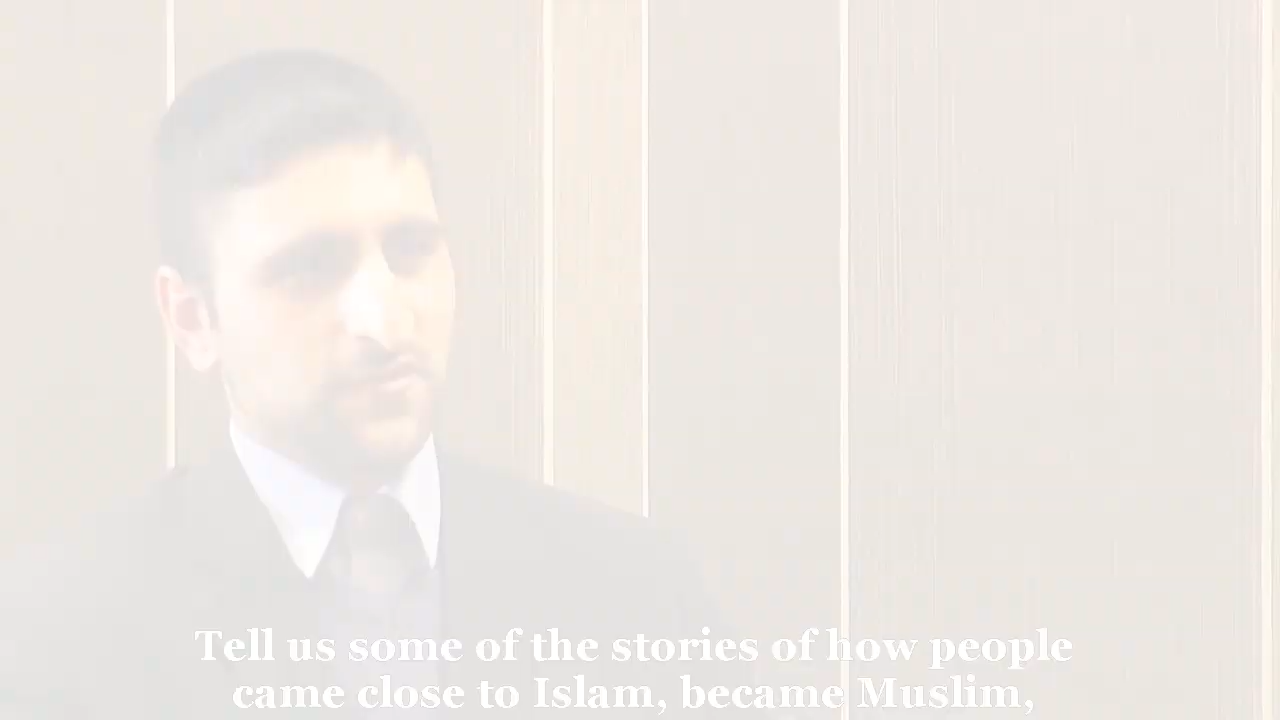 Tell us some of the stories of how people
came close to Islam, became Muslim,